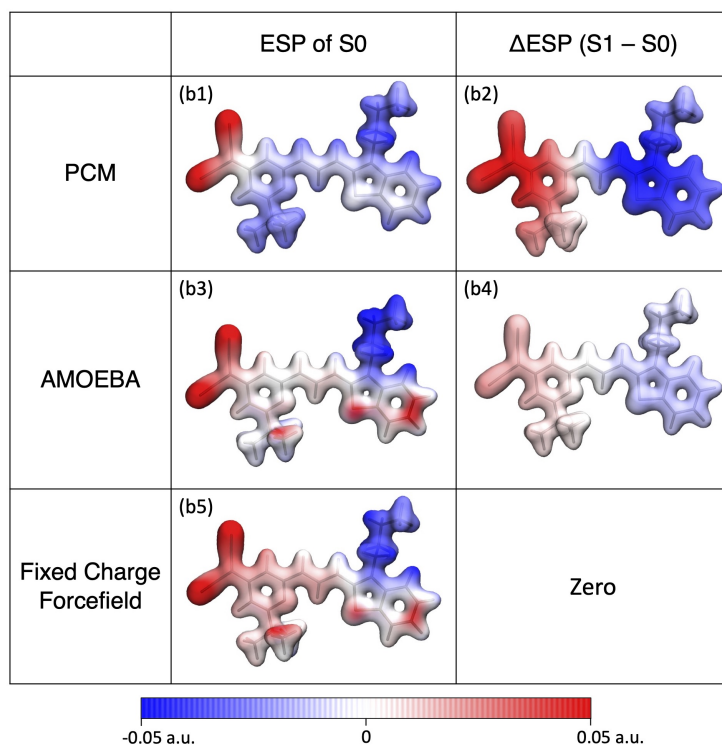 ESP of S0
ΔESP (S1 – S0)
PCM
(b1)
(b2)
AMOEBA
(b3)
(b4)
Fixed Charge
Forcefield
(b5)
Zero
-0.05 a.u.
0
0.05 a.u.